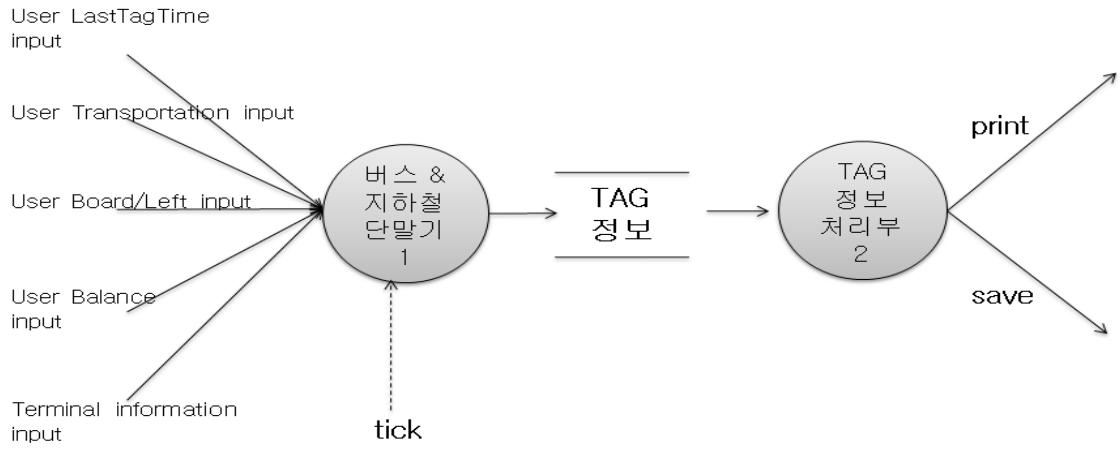 User LastTagTime
input
User Transportation input
User Board/Left input
User Balance
input
Terminal information
input
버스 &
지하철
단말기
1
tick
TAG
정보
TAG
정보
처리부
2
print
save